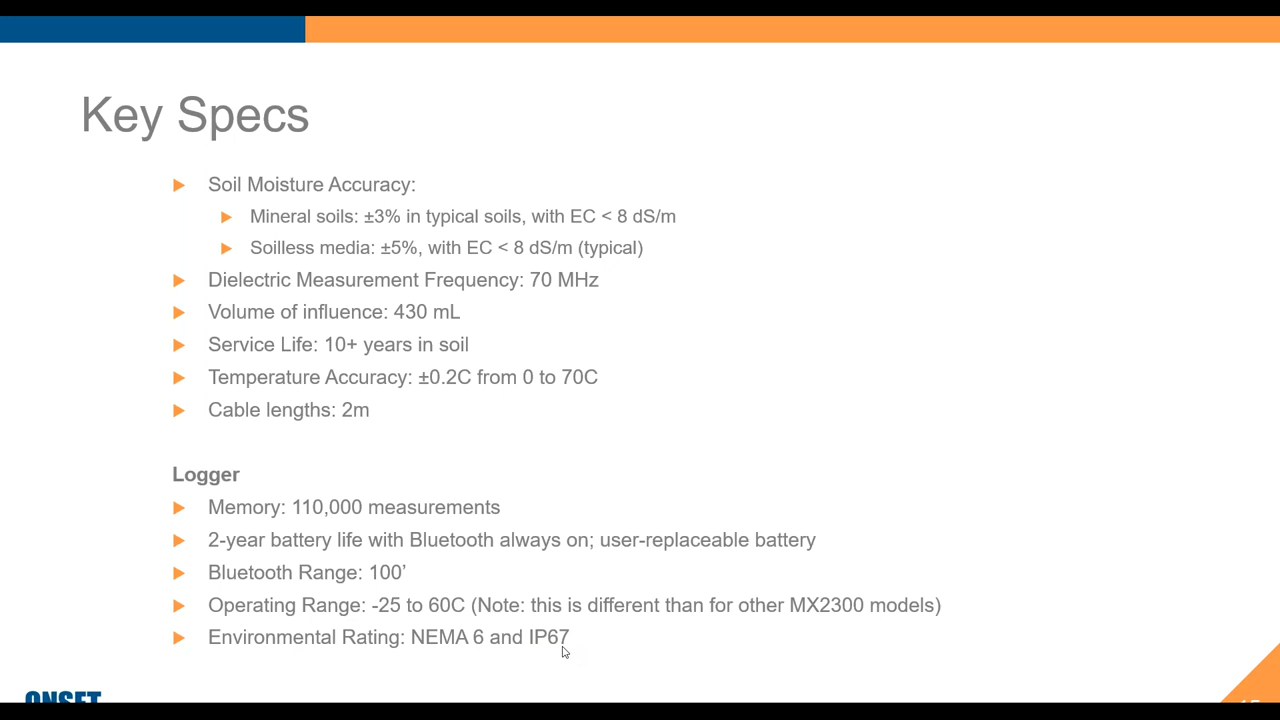 Key Specs
Soil Moisture Accuracy:
Mineral soils: ±3% in typical soils, with EC < 8 dS/m
Soilless media: ±5%, with EC < 8 dS/m (typical)
Dielectric Measurement Frequency: 70 MHz
Volume of influence: 430 mL
Service Life: 10+ years in soil
Temperature Accuracy: ±0.2C from 0 to 70C
Cable lengths: 2m
Logger
Memory: 110,000 measurements
2-year battery life with Bluetooth always on; user-replaceable battery
Bluetooth Range: 100’
Operating Range: -25 to 60C (Note: this is different than for other MX2300 models)
Environmental Rating: NEMA 6 and IP67
ONSET